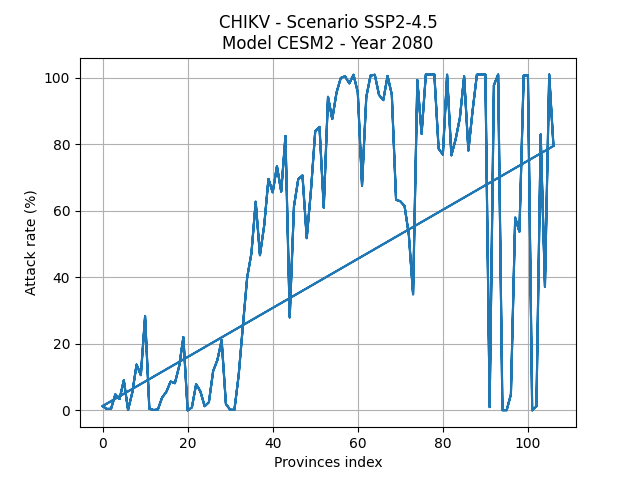 CHIKV - Scenario SSP2-4.5
Model CESM2 - Year 2080
Attack rate (%)
100
80
60
40
20
0
0 20 40 60 80 100
Provinces index